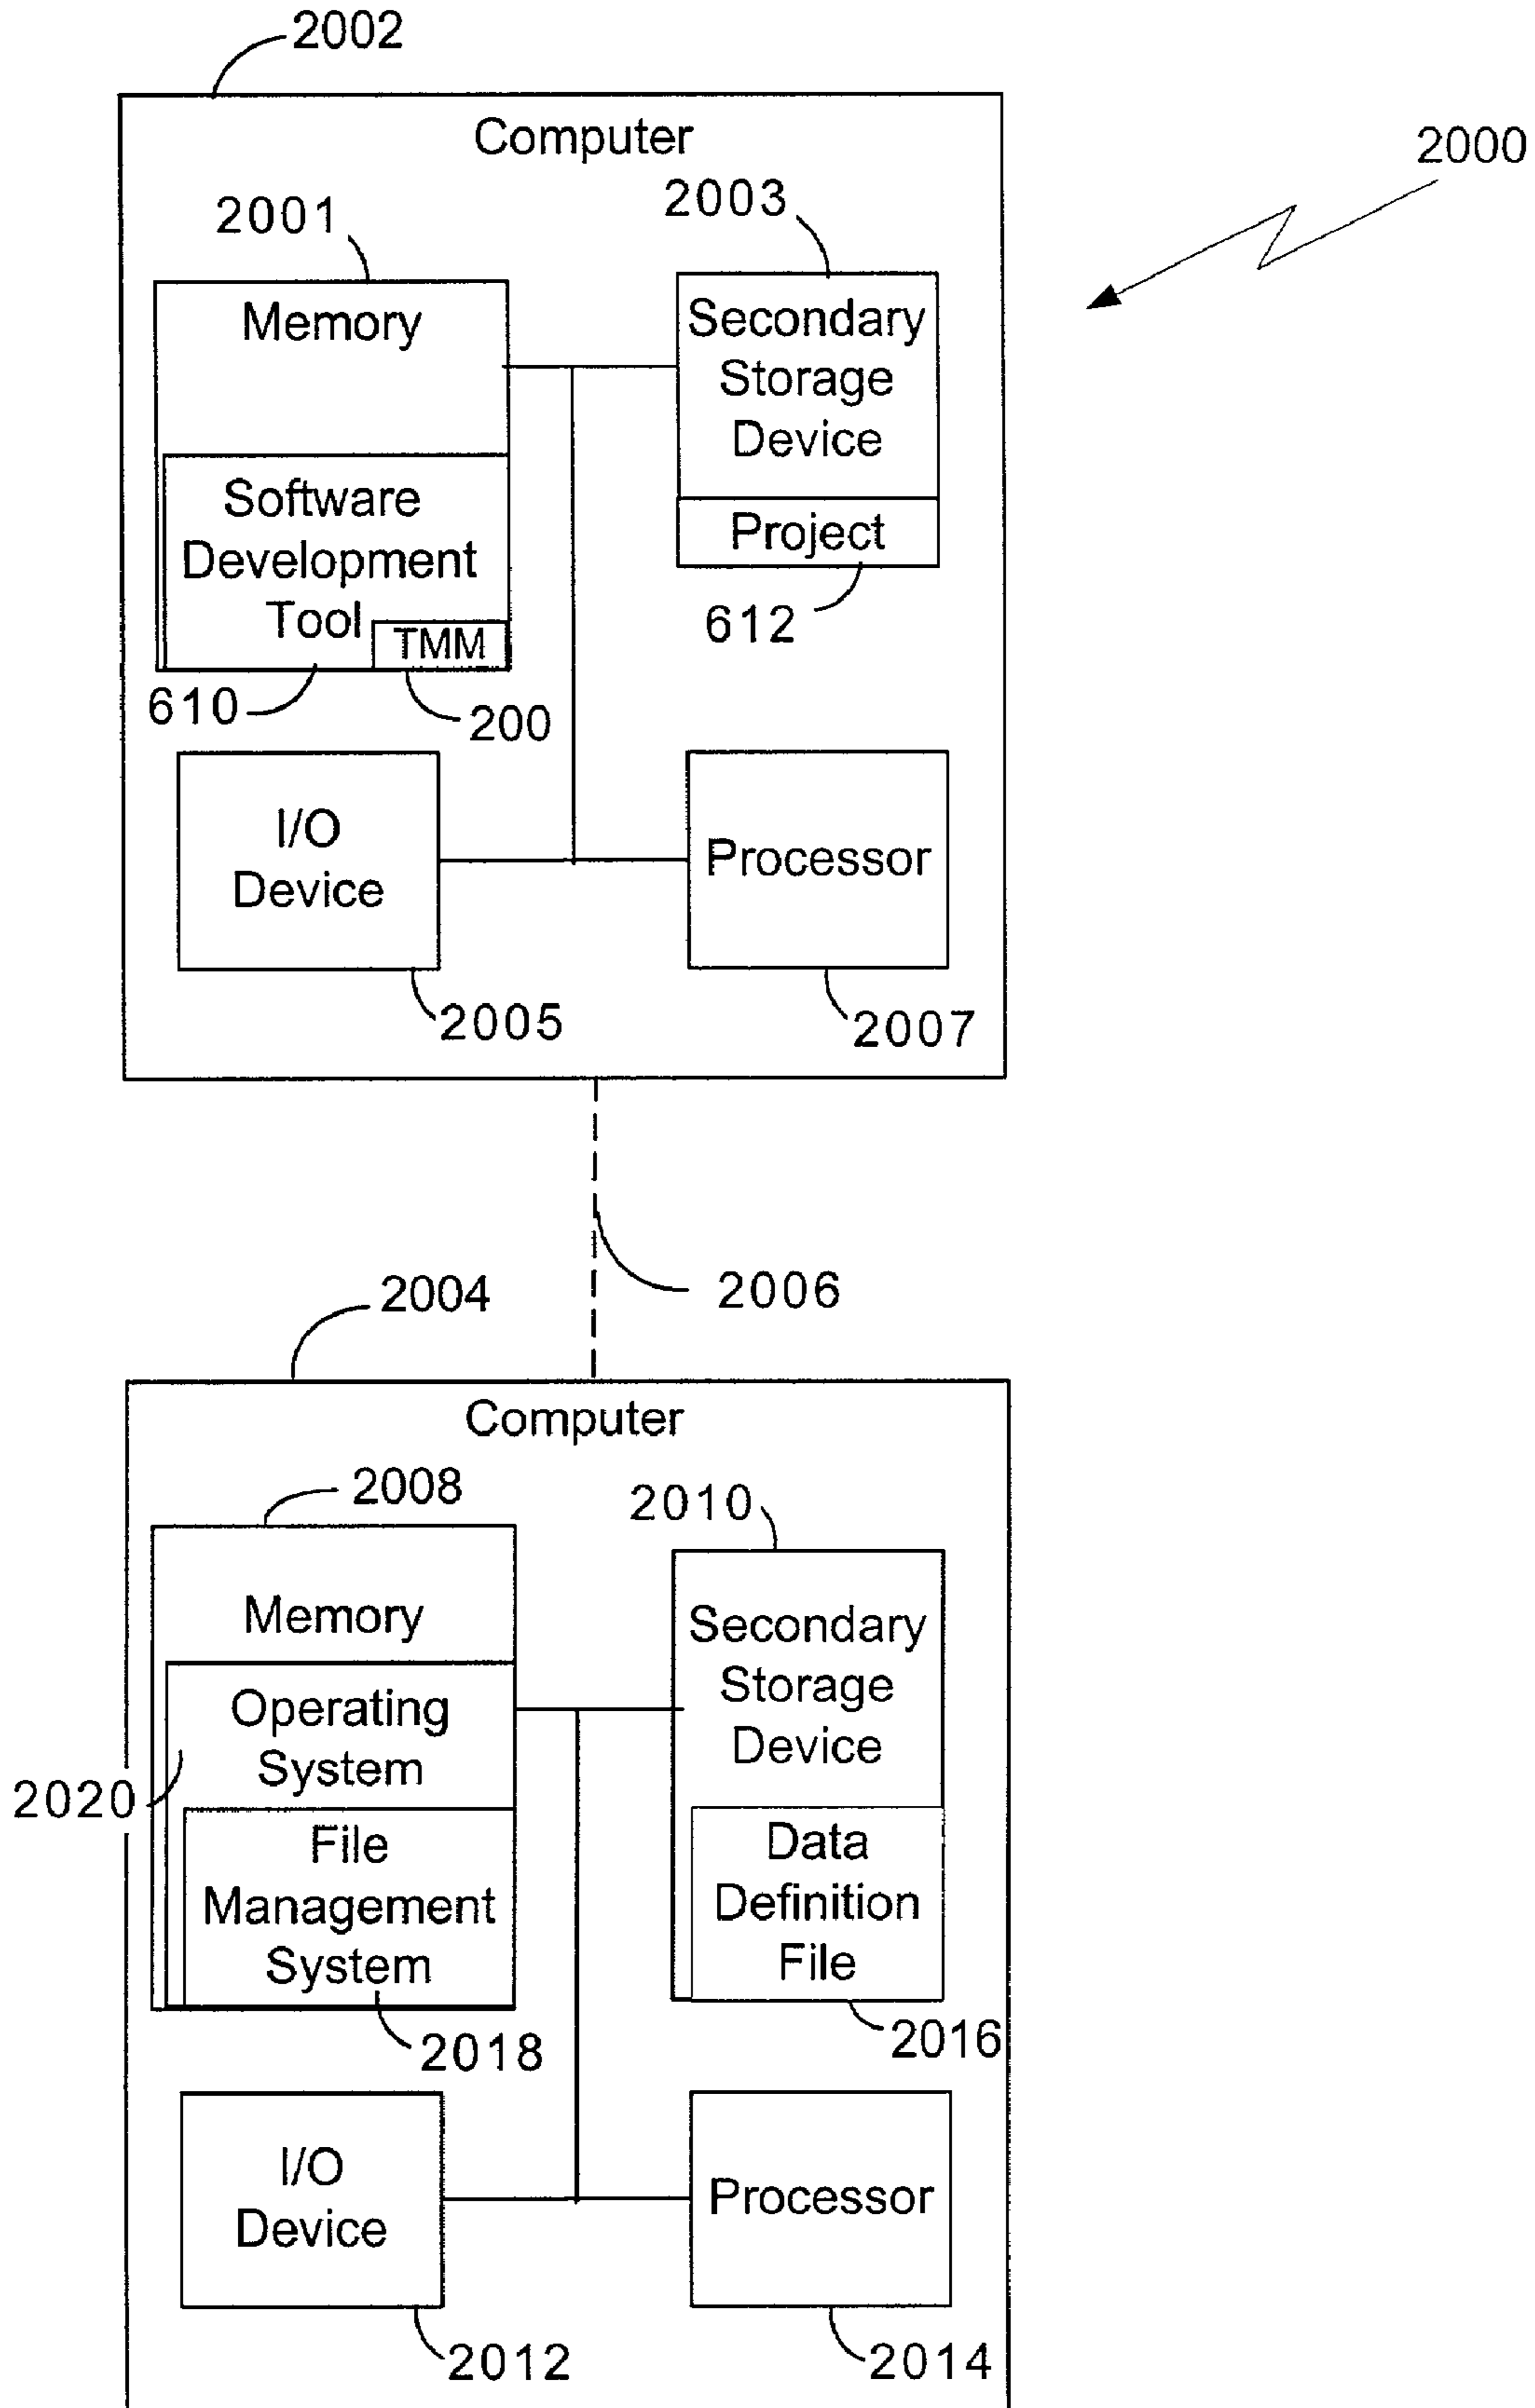 2002
Computer
2000
2001
2003
Memory
Secondary
Storage
Device
Software
Development
Tool
TMM
Project
612
610
200
I/O
Device
Processor
2005
2007
2006
2004
Computer
2008
2010
Memory
Secondary
Storage
Device
Operating
System
2020
File
Management
System
Data
Definition
File
2018
2016
I/O
Device
Processor
2012
2014